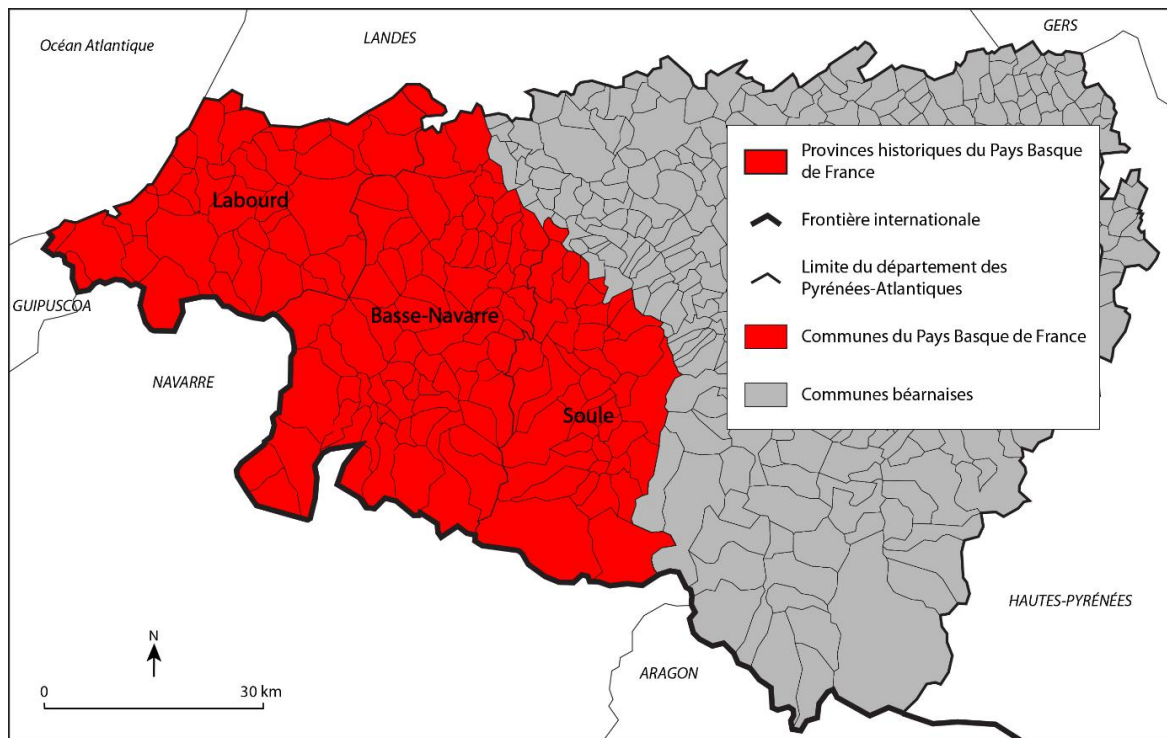 Océan Atlantique
LANDES
GERS
Labourd
Basse-Navarre
Soule
GUIPUSCOA
NAVARRE
ARAGON
HAUTES-PYRÉNÉES
Provinces historiques du Pays Basque
de France
Frontière internationale
Limite du département des
Pyrénées-Atlantiques
Communes du Pays Basque de France
Communes béarnaises
N
0 30 km